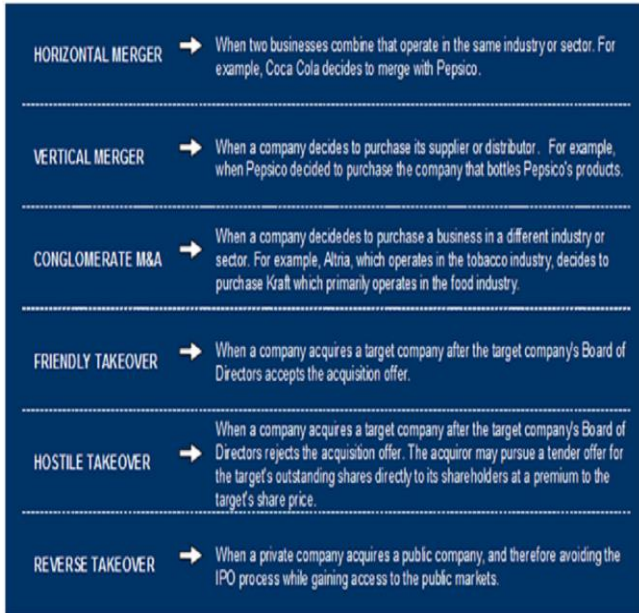 HORIZONTAL MERGER
When two businesses combine that operate in the same industry or sector. For
example, Coca Cola decides to merge with Pepsico.
VERTICAL MERGER
When a company decides to purchase its supplier or distributor. For example,
when Pepsico decided to purchase the company that bottles Pepsico's products.
CONGLOMERATE M&A
When a company decidedes to purchase a business in a different industry or
sector. For example, Altria, which operates in the tobacco industry, decides to
purchase Kraft which primarily operates in the food industry.
FRIENDLY TAKEOVER
When a company acquires a target company after the target company's Board of
Directors accepts the acquisition offer.
HOSTILE TAKEOVER
When a company acquires a target company after the target company's Board of
Directors rejects the acquisition offer. The acquiror may pursue a tender offer for
the target's outstanding shares directly to its shareholders at a premium to the
target's share price.
REVERSE TAKEOVER
When a private company acquires a public company, and therefore avoiding the
IPO process while gaining access to the public markets.